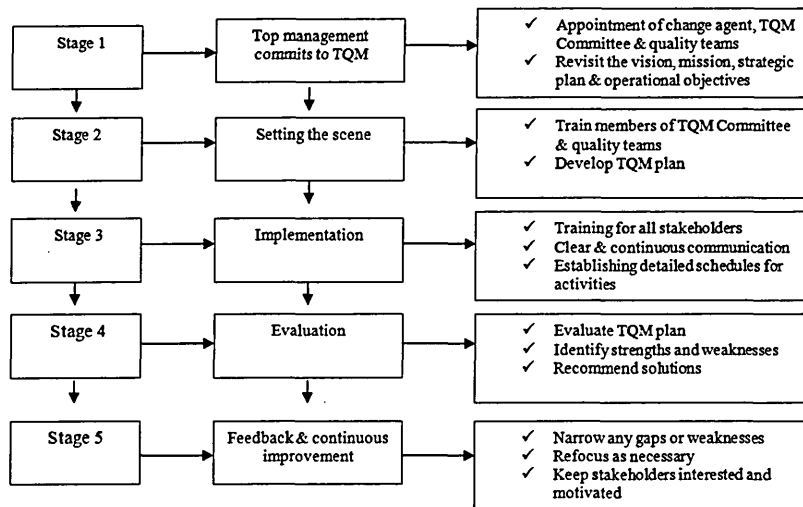 Stage 1
Top management
commits to TQM
✓ Appointment of change agent, TQM
Committee & quality teams
✓ Revisit the vision, mission, strategic
plan & operational objectives
Stage 2
Setting the scene
✓ Train members of TQM Committee
& quality teams
✓ Develop TQM plan
Stage 3
Implementation
✓ Training for all stakeholders
✓ Clear & continuous communication
✓ Establishing detailed schedules for
activities
Stage 4
Evaluation
✓ Evaluate TQM plan
✓ Identify strengths and weaknesses
✓ Recommend solutions
Stage 5
Feedback & continuous
improvement
✓ Narrow any gaps or weaknesses
✓ Refocus as necessary
✓ Keep stakeholders interested and
motivated